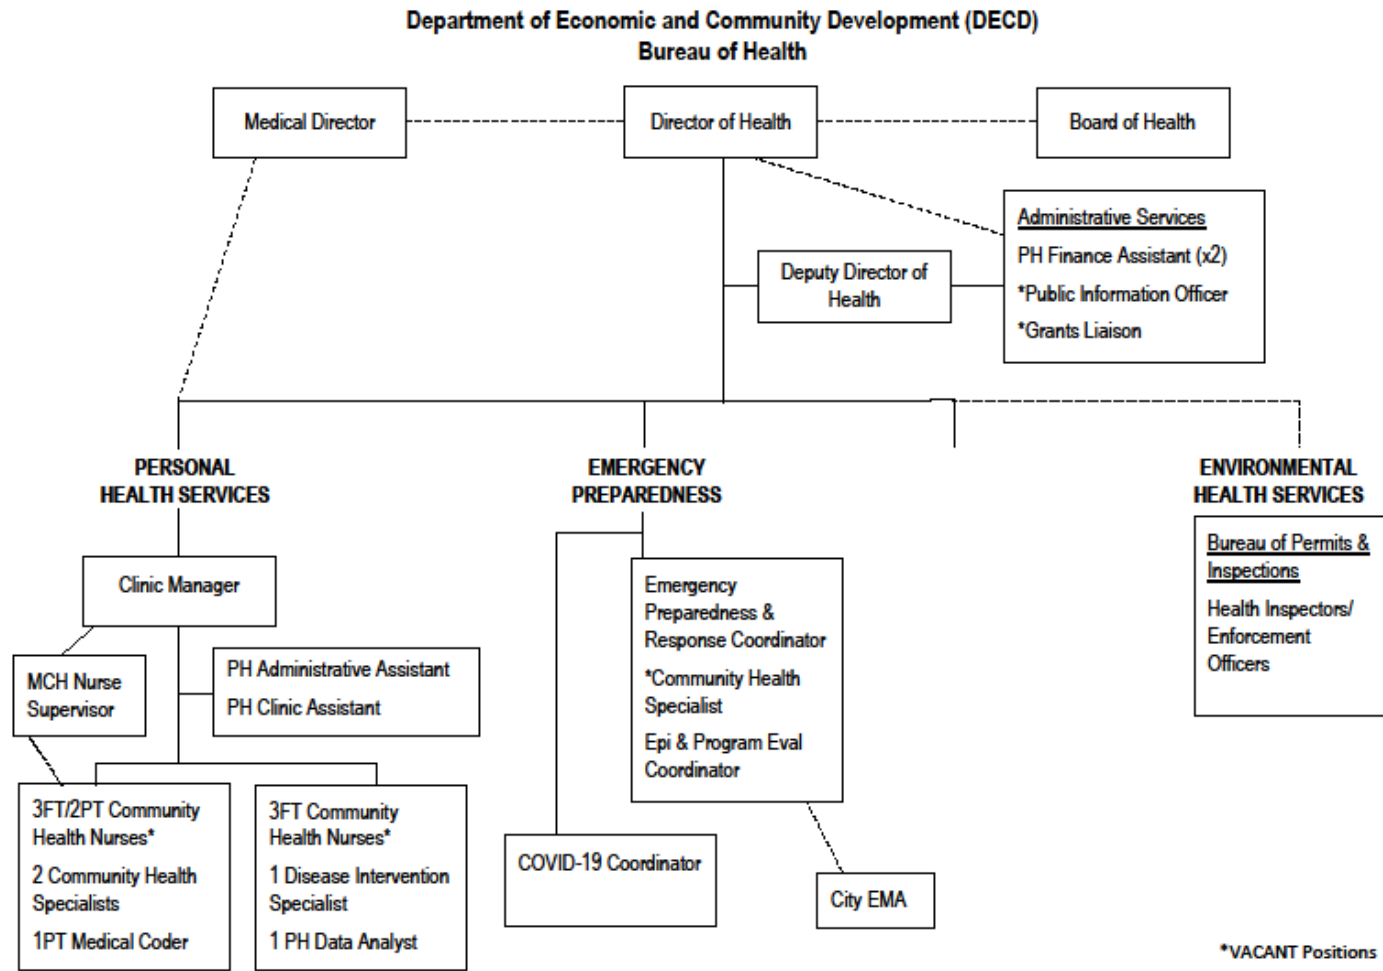 Department of Economic and Community Development (DECD)
Bureau of Health
Medical Director
Director of Health
Board of Health
Administrative Services
PH Finance Assistant (x2)
*Public Information Officer
*Grants Liaison
Deputy Director of
Health
PERSONAL
HEALTH SERVICES
EMERGENCY
PREPAREDNESS
ENVIRONMENTAL
HEALTH SERVICES
Clinic Manager
MCH Nurse
Supervisor
PH Administrative Assistant
PH Clinic Assistant
3FT/2PT Community
Health Nurses*
2 Community Health
Specialists
1PT Medical Coder
3FT Community
Health Nurses*
1 Disease Intervention
Specialist
1 PH Data Analyst
Emergency
Preparedness &
Response Coordinator
*Community Health
Specialist
Epi & Program Eval
Coordinator
COVID-19 Coordinator
City EMA
Bureau of Permits &
Inspections
Health Inspectors/
Enforcement
Officers
*VACANT Positions